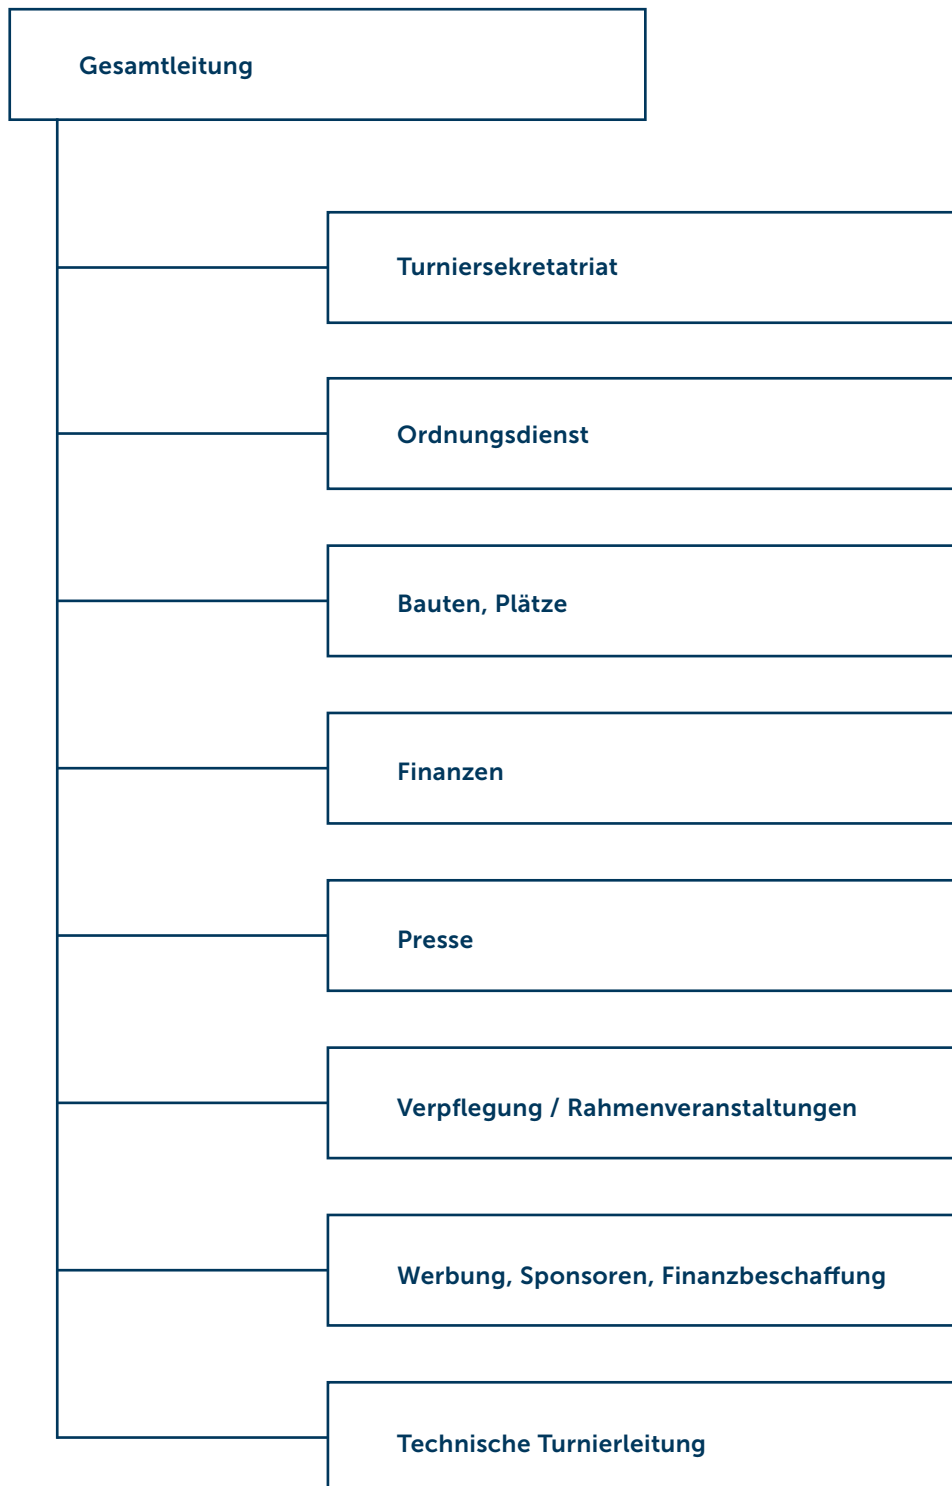 Gesamtleitung
Turniersekretatriat
Ordnungsdienst
Bauten, Plätze
Finanzen
Presse
Verpflegung / Rahmenveranstaltungen
Werbung, Sponsoren, Finanzbeschaffung
Technische Turnierleitung